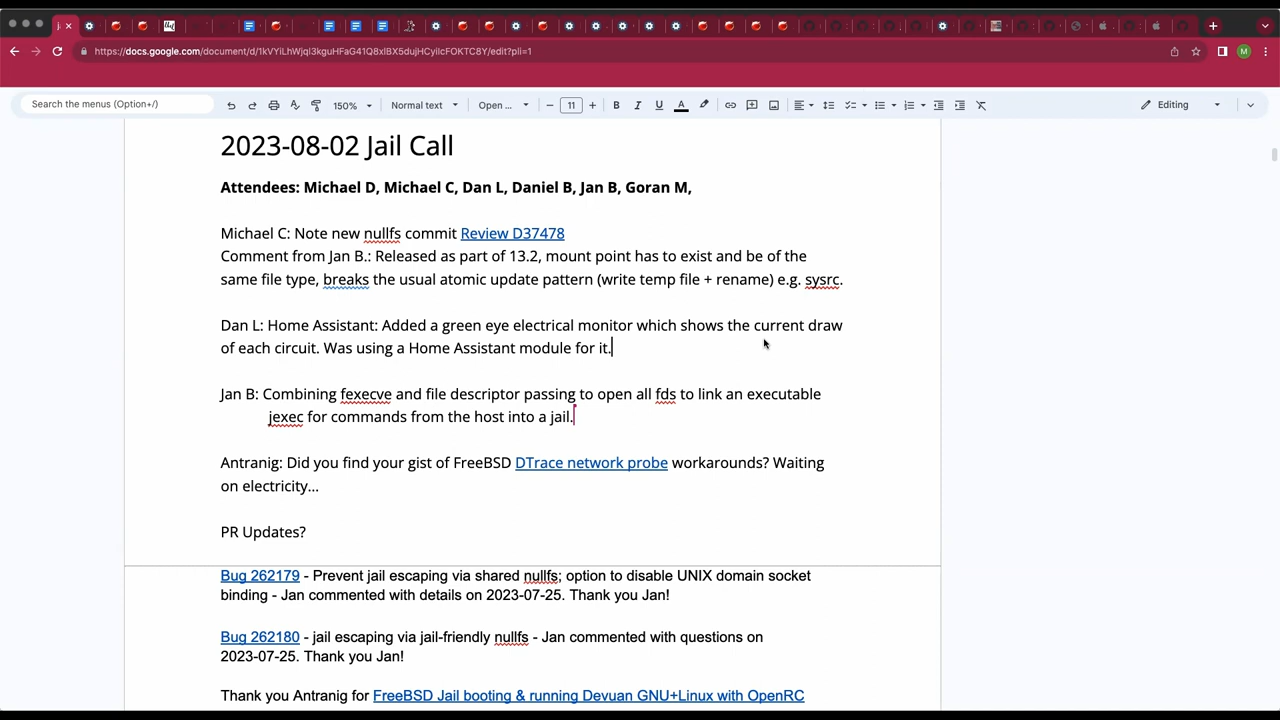 j
https://docs.google.com/document/d/1kVYiLhWjqI3kguHFaG41Q8xlBX5dujHCyiIcFOKTC8Y/edit?pli=1
M
Search the menus (Option+/)
150%
Normal text
Open ...
11
B I U A
Editing
2023-08-02 Jail Call
Attendees: Michael D, Michael C, Dan L, Daniel B, Jan B, Goran M,
Michael C: Note new nullfs commit Review D37478
Comment from Jan B.: Released as part of 13.2, mount point has to exist and be of the
same file type, breaks the usual atomic update pattern (write temp file + rename) e.g. sysrc.
Dan L: Home Assistant: Added a green eye electrical monitor which shows the current draw
of each circuit. Was using a Home Assistant module for it.
Jan B: Combining fexecve and file descriptor passing to open all fds to link an executable
jexec for commands from the host into a jail.
Antranig: Did you find your gist of FreeBSD DTrace network probe workarounds? Waiting
on electricity...
PR Updates?
Bug 262179 - Prevent jail escaping via shared nullfs; option to disable UNIX domain socket
binding - Jan commented with details on 2023-07-25. Thank you Jan!
Bug 262180 - jail escaping via jail-friendly nullfs - Jan commented with questions on
2023-07-25. Thank you Jan!
Thank you Antranig for FreeBSD Jail booting & running Devuan GNU+Linux with OpenRC